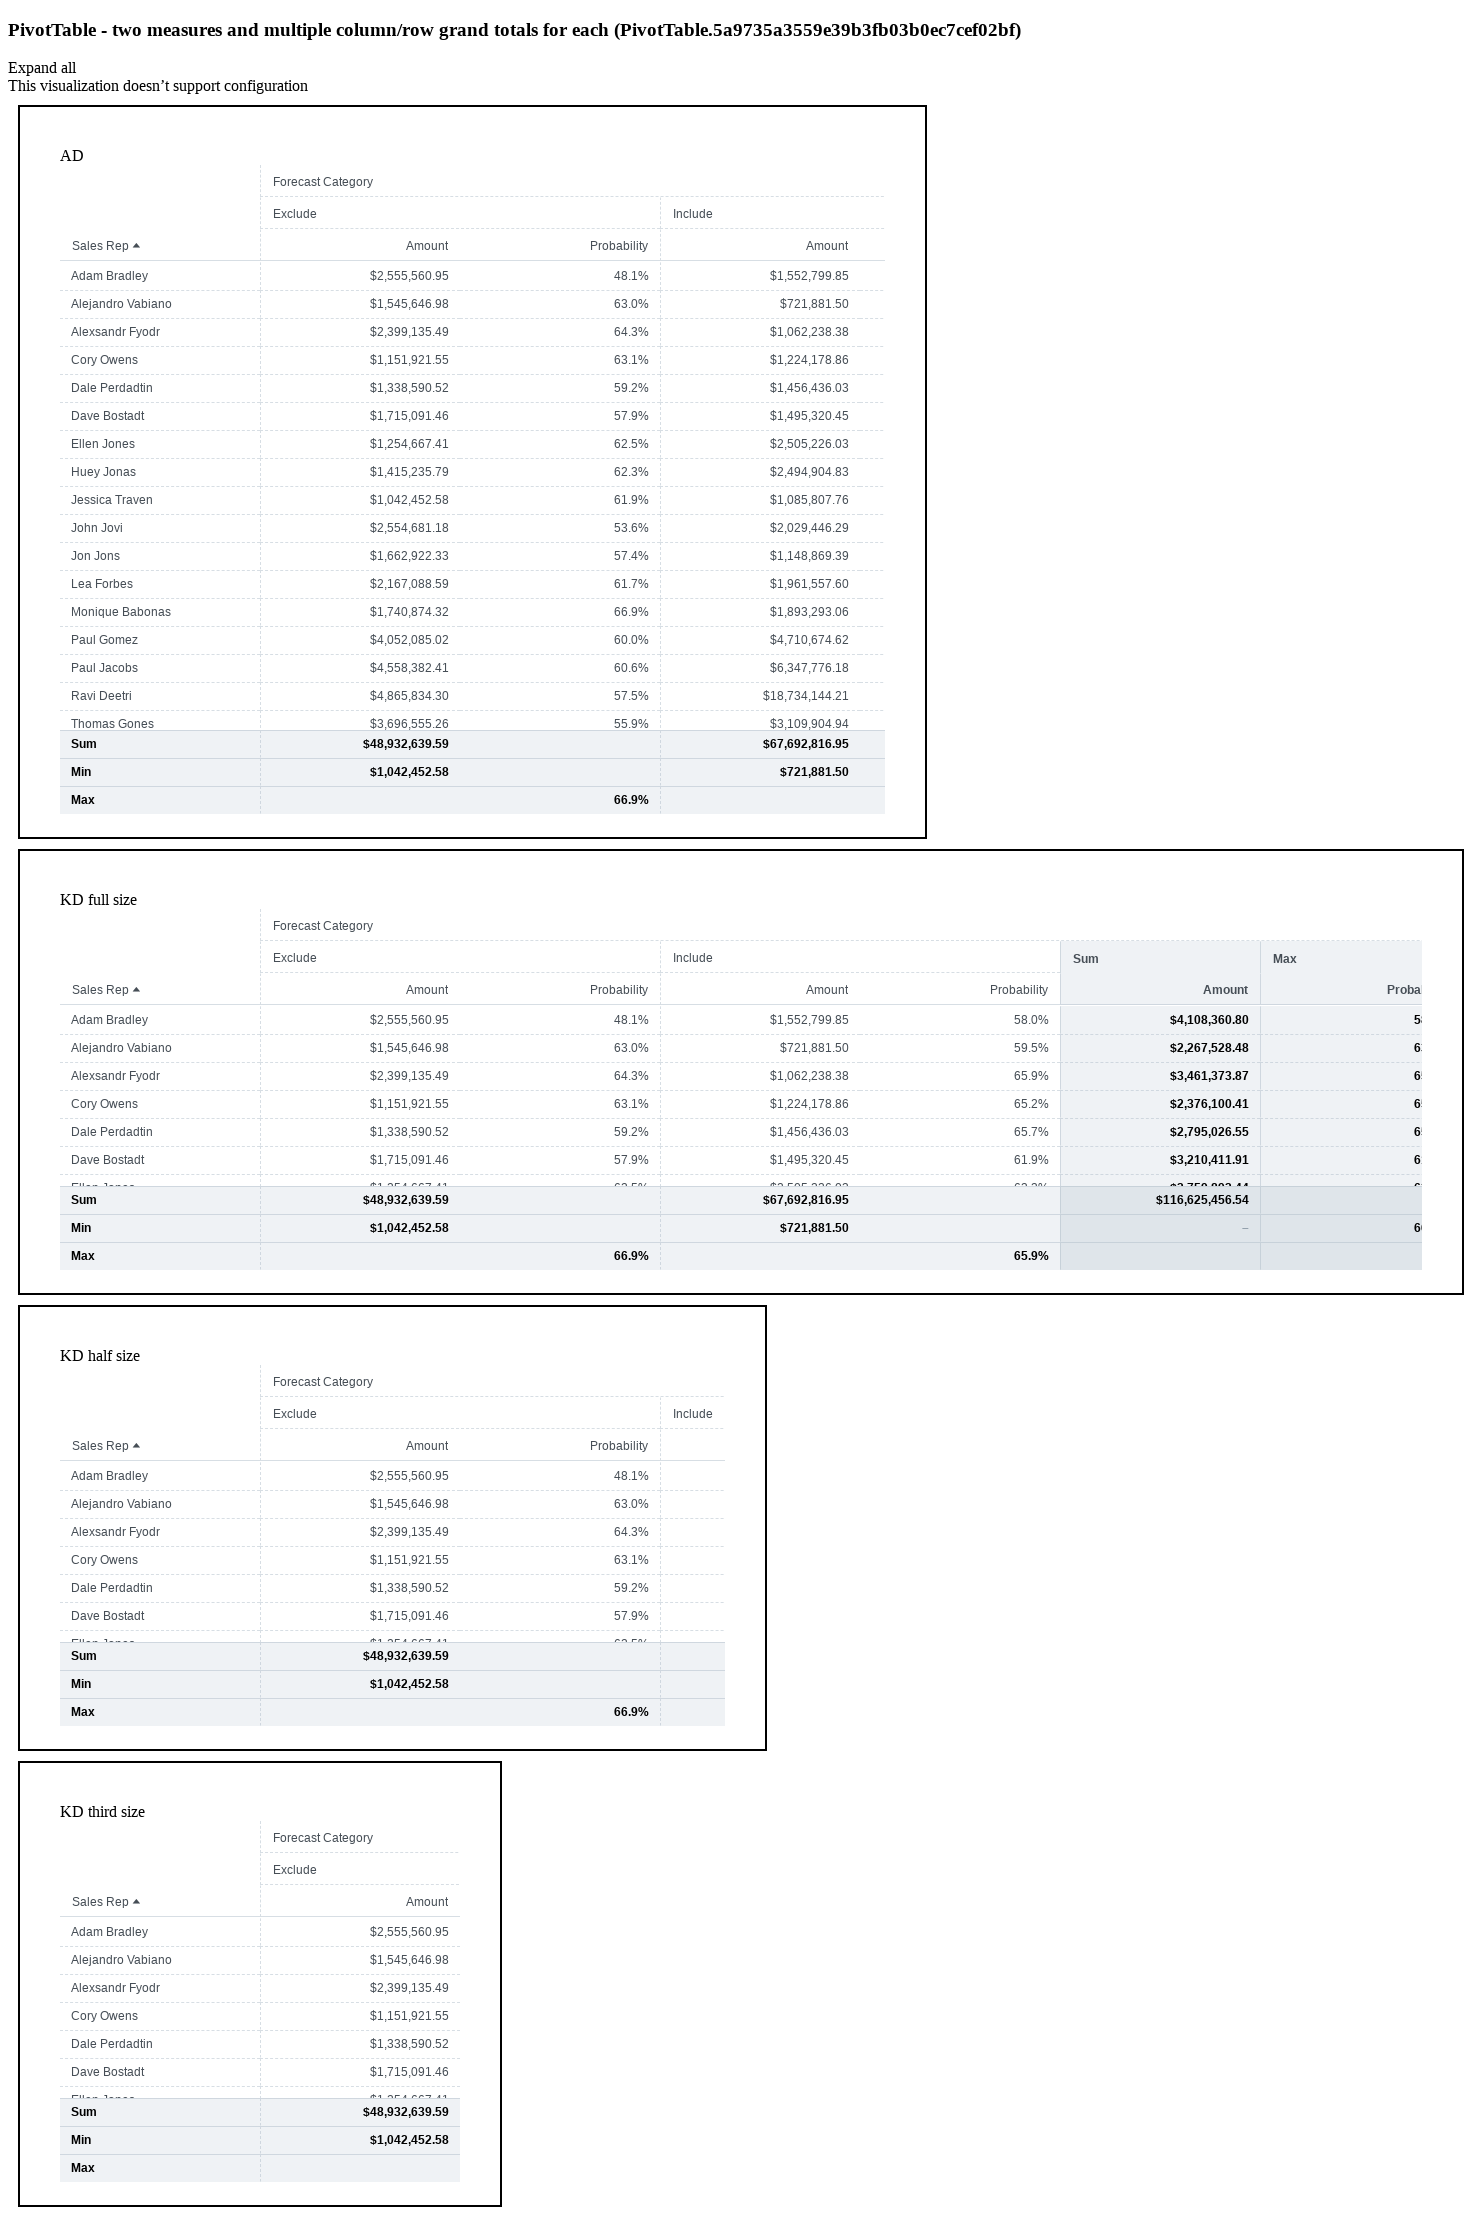 PivotTable - two measures and multiple column/row grand totals for each (PivotTable.5a9735a3559e39b3fb03b0ec7cef02bf)
Expand all
This visualization doesn’t support configuration
AD
Forecast Category
Exclude Include
Sales Rep Amount Probability Amount
Adam Bradley $2,555,560.95 48.1% $1,552,799.85
Alejandro Vabiano $1,545,646.98 63.0% $721,881.50
Alexsandr Fyodr $2,399,135.49 64.3% $1,062,238.38
Cory Owens $1,151,921.55 63.1% $1,224,178.86
Dale Perdadtin $1,338,590.52 59.2% $1,456,436.03
Dave Bostadt $1,715,091.46 57.9% $1,495,320.45
Ellen Jones $1,254,667.41 62.5% $2,505,226.03
Huey Jonas $1,415,235.79 62.3% $2,494,904.83
Jessica Traven $1,042,452.58 61.9% $1,085,807.76
John Jovi $2,554,681.18 53.6% $2,029,446.29
Jon Jons $1,662,922.33 57.4% $1,148,869.39
Lea Forbes $2,167,088.59 61.7% $1,961,557.60
Monique Babonas $1,740,874.32 66.9% $1,893,293.06
Paul Gomez $4,052,085.02 60.0% $4,710,674.62
Paul Jacobs $4,558,382.41 60.6% $6,347,776.18
Ravi Deetri $4,865,834.30 57.5% $18,734,144.21
Thomas Gones $3,696,555.26 55.9% $3,109,904.94
Sum $48,932,639.59 $67,692,816.95
Min $1,042,452.58 $721,881.50
Max 66.9%
KD full size
Forecast Category
Exclude Include Sum Max
Sales Rep Amount Probability Amount Probability Amount
Adam Bradley $2,555,560.95 48.1% $1,552,799.85 58.0% $4,108,360.80
Alejandro Vabiano $1,545,646.98 63.0% $721,881.50 59.5% $2,267,528.48
Alexsandr Fyodr $2,399,135.49 64.3% $1,062,238.38 65.9% $3,461,373.87
Cory Owens $1,151,921.55 63.1% $1,224,178.86 65.2% $2,376,100.41
Dale Perdadtin $1,338,590.52 59.2% $1,456,436.03 65.7% $2,795,026.55
Dave Bostadt $1,715,091.46 57.9% $1,495,320.45 61.9% $3,210,411.91
Sum $48,932,639.59 $67,692,816.95 $116,625,456.54
Min $1,042,452.58 $721,881.50 –
Max 66.9% 65.9%
KD half size
Forecast Category
Exclude Include
Sales Rep Amount Probability
Adam Bradley $2,555,560.95 48.1%
Alejandro Vabiano $1,545,646.98 63.0%
Alexsandr Fyodr $2,399,135.49 64.3%
Cory Owens $1,151,921.55 63.1%
Dale Perdadtin $1,338,590.52 59.2%
Dave Bostadt $1,715,091.46 57.9%
Sum $48,932,639.59
Min $1,042,452.58
Max 66.9%
KD third size
Forecast Category
Exclude
Sales Rep Amount
Adam Bradley $2,555,560.95
Alejandro Vabiano $1,545,646.98
Alexsandr Fyodr $2,399,135.49
Cory Owens $1,151,921.55
Dale Perdadtin $1,338,590.52
Dave Bostadt $1,715,091.46
Sum $48,932,639.59
Min $1,042,452.58
Max